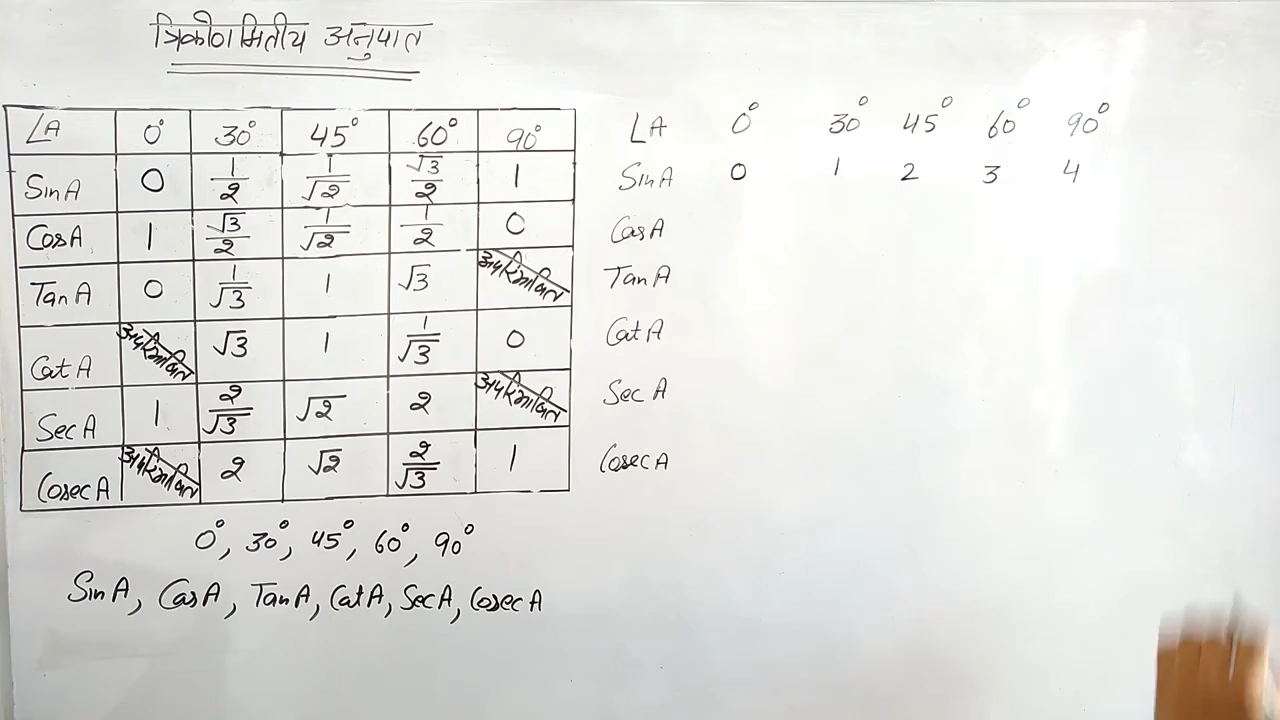 त्रिकोणमितीय अनुपात
∠A 0° 30° 45° 60° 90°
SinA 0 1/2 1/√2 √3/2 1
CosA 1 √3/2 1/√2 1/2 0
TanA 0 1/√3 1 √3 अपरिभाषित
CotA अपरिभाषित √3 1 1/√3 0
SecA 1 2/√3 √2 2 अपरिभाषित
CosecA अपरिभाषित 2 √2 2/√3 1
0°, 30°, 45°, 60°, 90°
SinA, CosA, TanA, CotA, SecA, CosecA
∠A 0° 30° 45° 60° 90°
SinA 0 1 2 3 4
CosA
TanA
CotA
SecA
CosecA